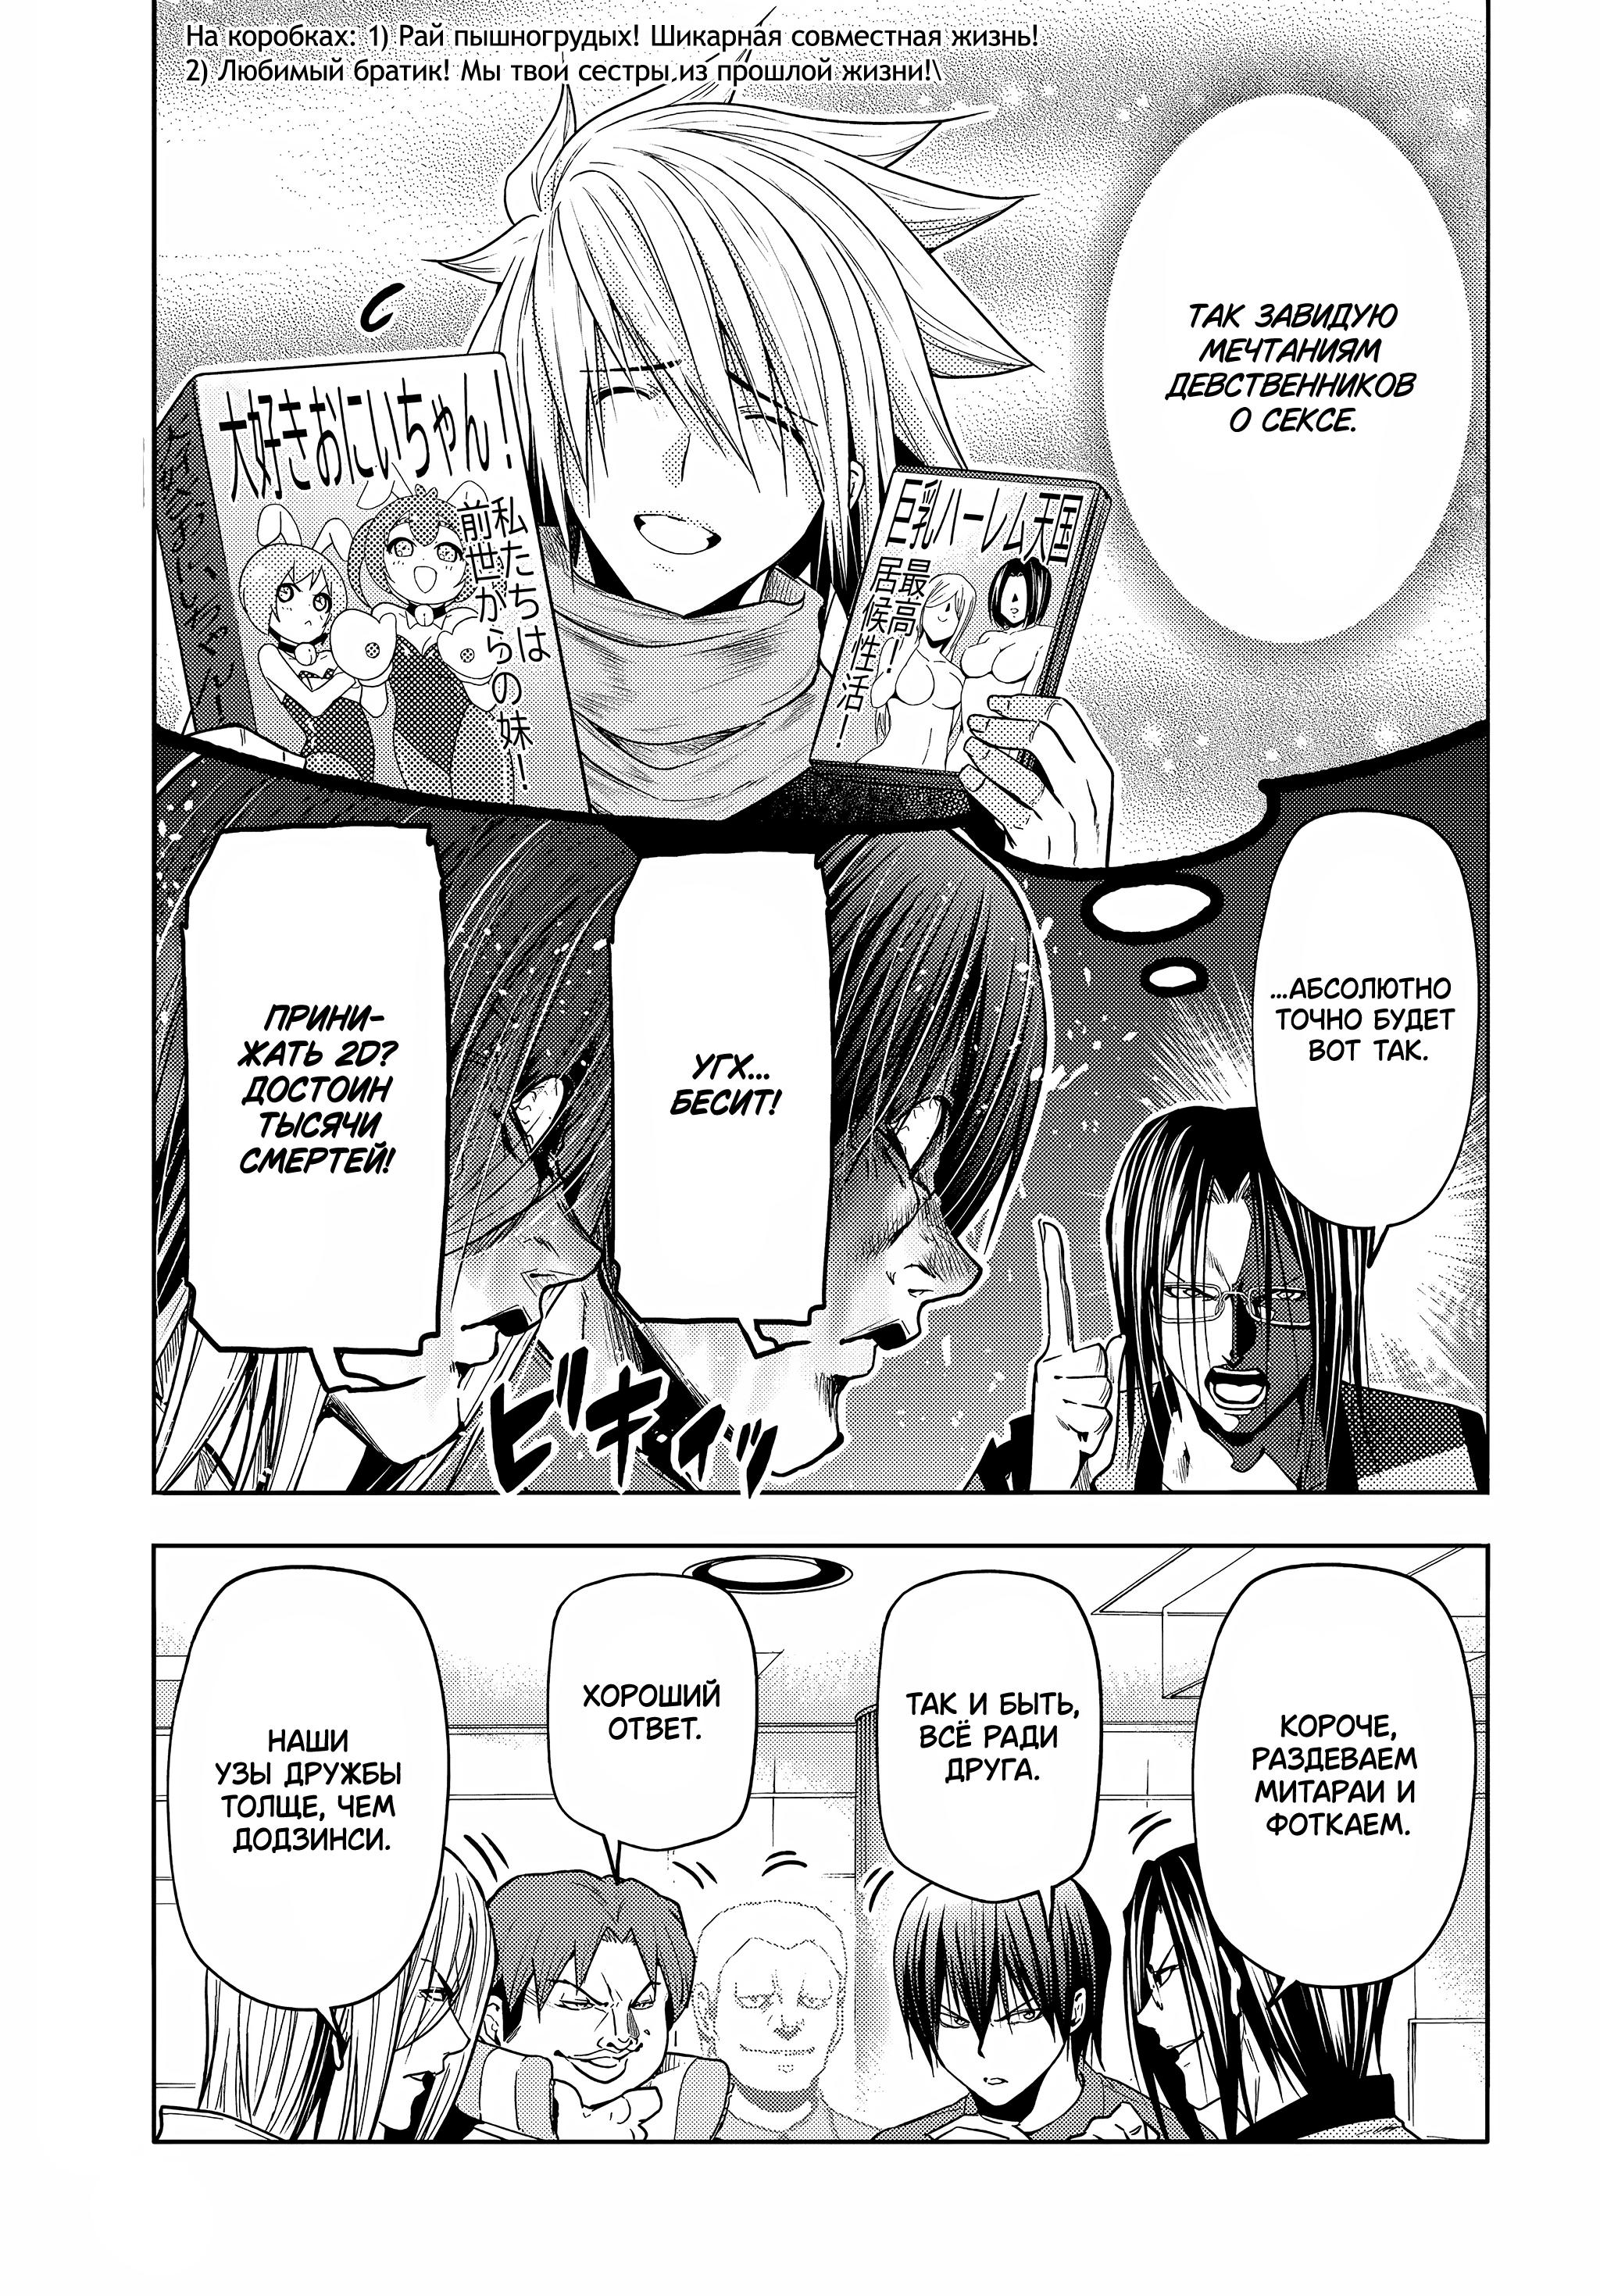 На коробках: 1) Рай пышногрудых! Шикарная совместная жизнь!
2) Любимый братик! Мы твои сестры из прошлой жизни!\
ТАК ЗАВИДУЮ
МЕЧТАНИЯМ
ДЕВСТВЕННИКОВ
О СЕКСЕ.
巨乳ハーレム天国
最高!
居候性活!
大好きおにいちゃん!
私たちは
前世からの妹!
...АБСОЛЮТНО
ТОЧНО БУДЕТ
ВОТ ТАК.
УГХ...
БЕСИТ!
ПРИНИ-
ЖАТЬ 2D?
ДОСТОИН
ТЫСЯЧИ
СМЕРТЕЙ!
ビキィッ
КОРОЧЕ,
РАЗДЕВАЕМ
МИТАРАИ И
ФОТКАЕМ.
ТАК И БЫТЬ,
ВСЁ РАДИ
ДРУГА.
ХОРОШИЙ
ОТВЕТ.
НАШИ
УЗЫ ДРУЖБЫ
ТОЛЩЕ, ЧЕМ
ДОДЗИНСИ.